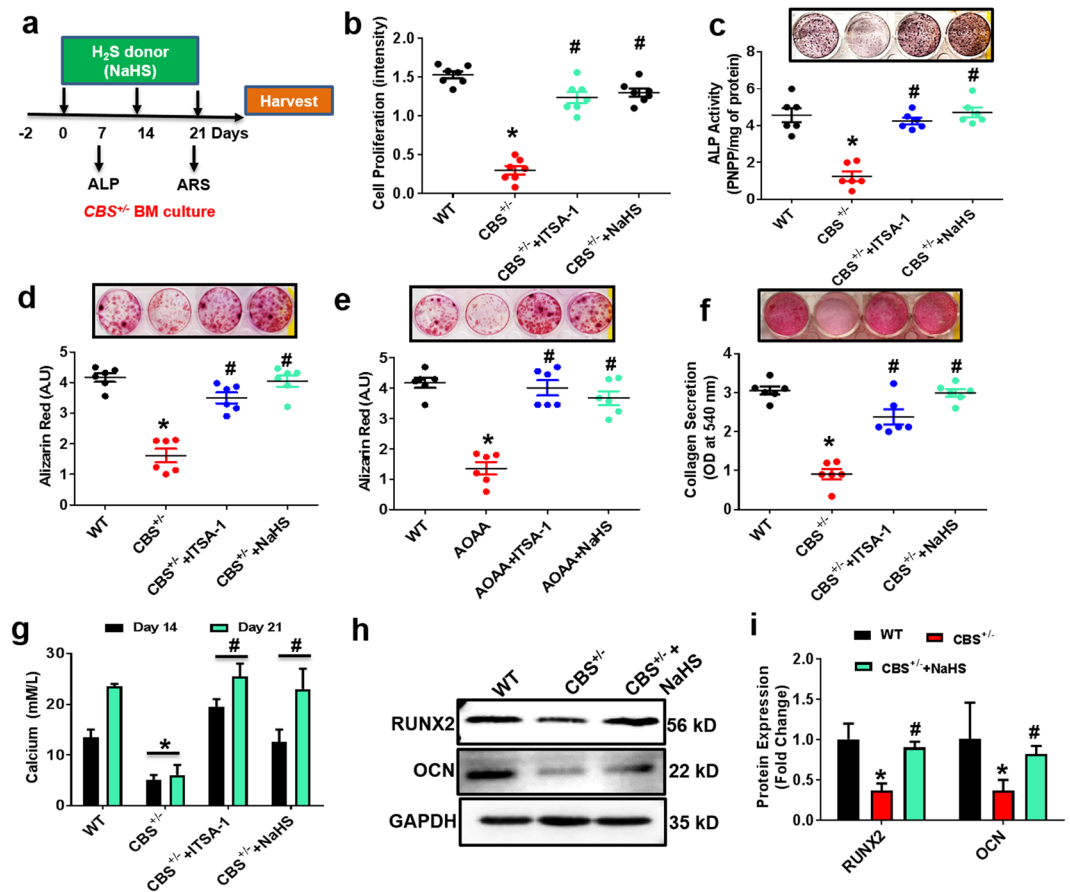 a
H₂S donor
(NaHS)
Harvest
-2 0 7 14 21 Days
ALP ARS
CBS⁺/⁻ BM culture
b
Cell Proliferation (intensity)
2.0
1.5
1.0
0.5
0.0
*
#
#
WT
CBS⁺/⁻
CBS⁺/⁻+ITSA-1
CBS⁺/⁻+NaHS
c
ALP Activity
(PNPP/mg of protein)
8
6
4
2
0
*
#
#
WT
CBS⁺/⁻
CBS⁺/⁻+ITSA-1
CBS⁺/⁻+NaHS
d
Alizarin Red (A.U)
5
4
3
2
1
0
*
#
#
WT
CBS⁺/⁻
CBS⁺/⁻+ITSA-1
CBS⁺/⁻+NaHS
e
Alizarin Red (A.U)
5
4
3
2
1
0
*
#
#
WT
AOAA
AOAA+ITSA-1
AOAA+NaHS
f
Collagen Secretion
(OD at 540 nm)
4
3
2
1
0
*
#
#
WT
CBS⁺/⁻
CBS⁺/⁻+ITSA-1
CBS⁺/⁻+NaHS
g
Day 14 Day 21
Calcium (mM/L)
30
20
10
0
*
#
#
WT
CBS⁺/⁻
CBS⁺/⁻+ITSA-1
CBS⁺/⁻+NaHS
h
WT
CBS⁺/⁻
CBS⁺/⁻+
NaHS
RUNX2 56 kD
OCN 22 kD
GAPDH 35 kD
i
WT CBS⁺/⁻
CBS⁺/⁻+NaHS
Protein Expression
(Fold Change)
2.0
1.5
1.0
0.5
0.0
*
#
*
#
RUNX2
OCN